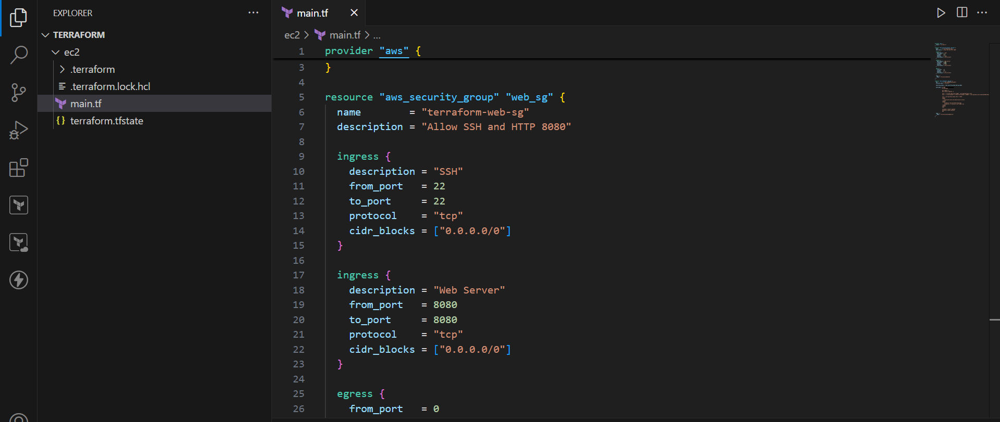 EXPLORER
TERRAFORM
ec2
.terraform
.terraform.lock.hcl
main.tf
terraform.tfstate
main.tf
ec2 > main.tf > ...
1 provider "aws" {
3 }
4
5 resource "aws_security_group" "web_sg" {
6   name        = "terraform-web-sg"
7   description = "Allow SSH and HTTP 8080"
8
9   ingress {
10     description = "SSH"
11     from_port   = 22
12     to_port     = 22
13     protocol    = "tcp"
14     cidr_blocks = ["0.0.0.0/0"]
15   }
16
17   ingress {
18     description = "Web Server"
19     from_port   = 8080
20     to_port     = 8080
21     protocol    = "tcp"
22     cidr_blocks = ["0.0.0.0/0"]
23   }
24
25   egress {
26     from_port   = 0